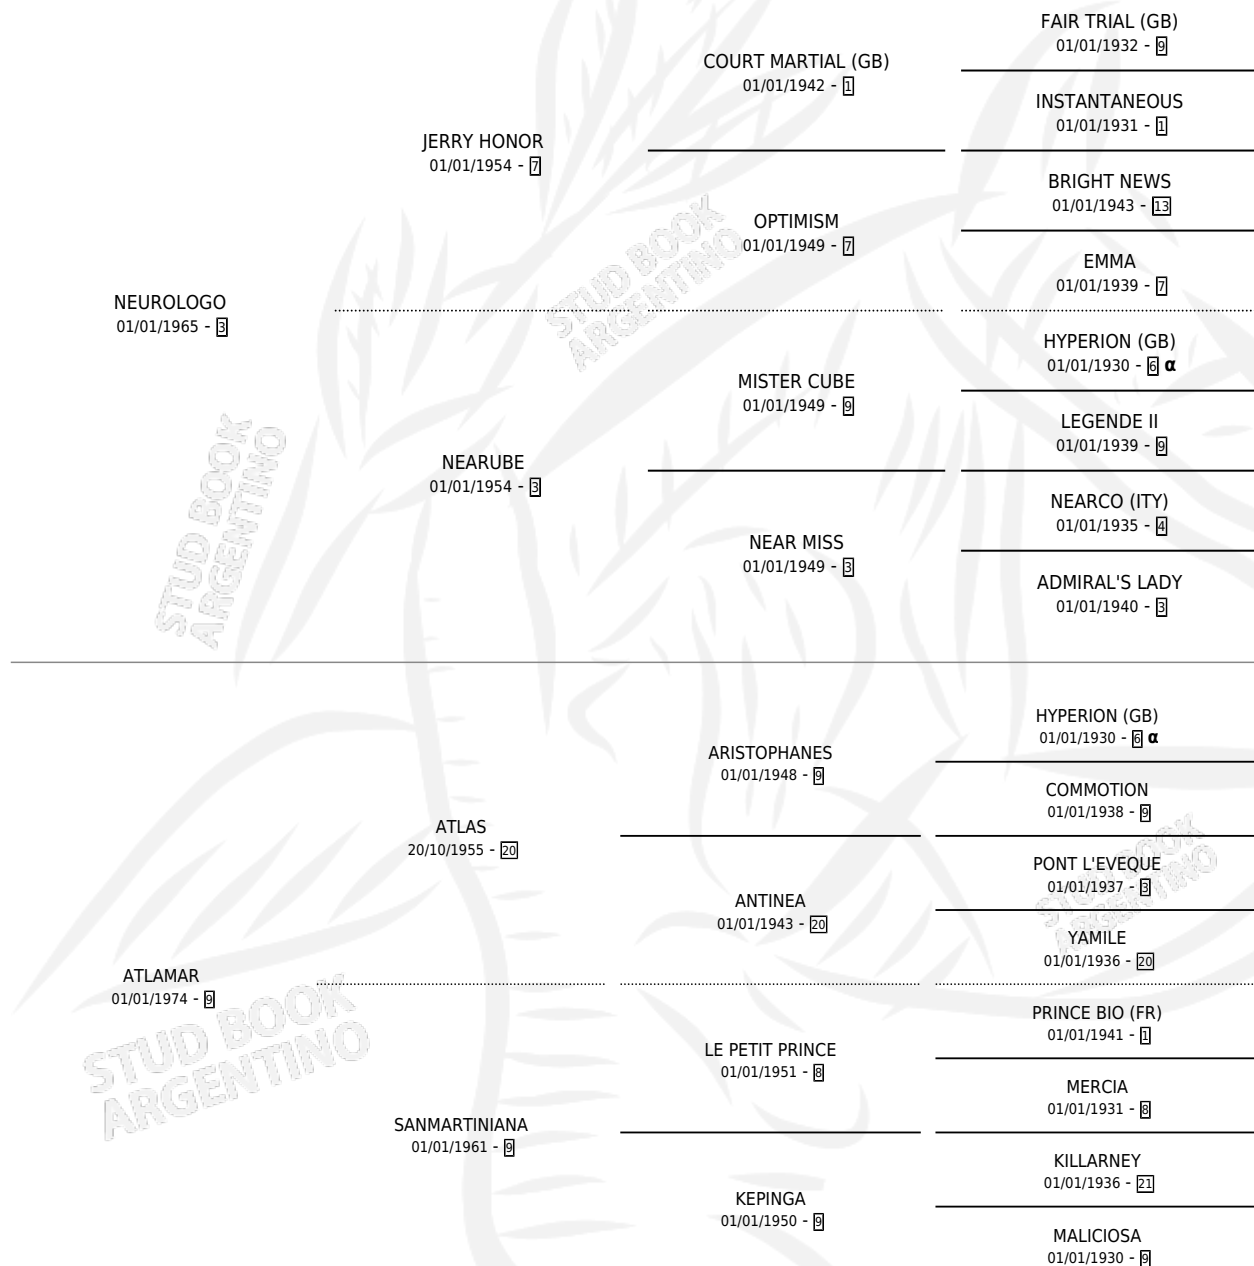 FAIR TRIAL (GB)
01/01/1932 - 9
COURT MARTIAL (GB)
01/01/1942 - 1
INSTANTANEOUS
01/01/1931 - 1
JERRY HONOR
01/01/1954 - 7
BRIGHT NEWS
01/01/1943 - 13
OPTIMISM
01/01/1949 - 7
EMMA
01/01/1939 - 7
NEUROLOGO
01/01/1965 - 3
HYPERION (GB)
01/01/1930 - 6 α
MISTER CUBE
01/01/1949 - 9
LEGENDE II
01/01/1939 - 9
NEARUBE
01/01/1954 - 3
NEARCO (ITY)
01/01/1935 - 4
NEAR MISS
01/01/1949 - 3
ADMIRAL'S LADY
01/01/1940 - 3
HYPERION (GB)
01/01/1930 - 6 α
ARISTOPHANES
01/01/1948 - 9
COMMOTION
01/01/1938 - 9
ATLAS
20/10/1955 - 20
PONT L'EVEQUE
01/01/1937 - 3
ANTINEA
01/01/1943 - 20
YAMILE
01/01/1936 - 20
ATLAMAR
01/01/1974 - 9
PRINCE BIO (FR)
01/01/1941 - 1
LE PETIT PRINCE
01/01/1951 - 8
MERCIA
01/01/1931 - 8
SANMARTINIANA
01/01/1961 - 9
KILLARNEY
01/01/1936 - 21
KEPINGA
01/01/1950 - 9
MALICIOSA
01/01/1930 - 9
STUD BOOK
ARGENTINO
STUD BOOK
ARGENTINO
STUD BOOK
ARGENTINO
STUD BOOK
ARGENTINO